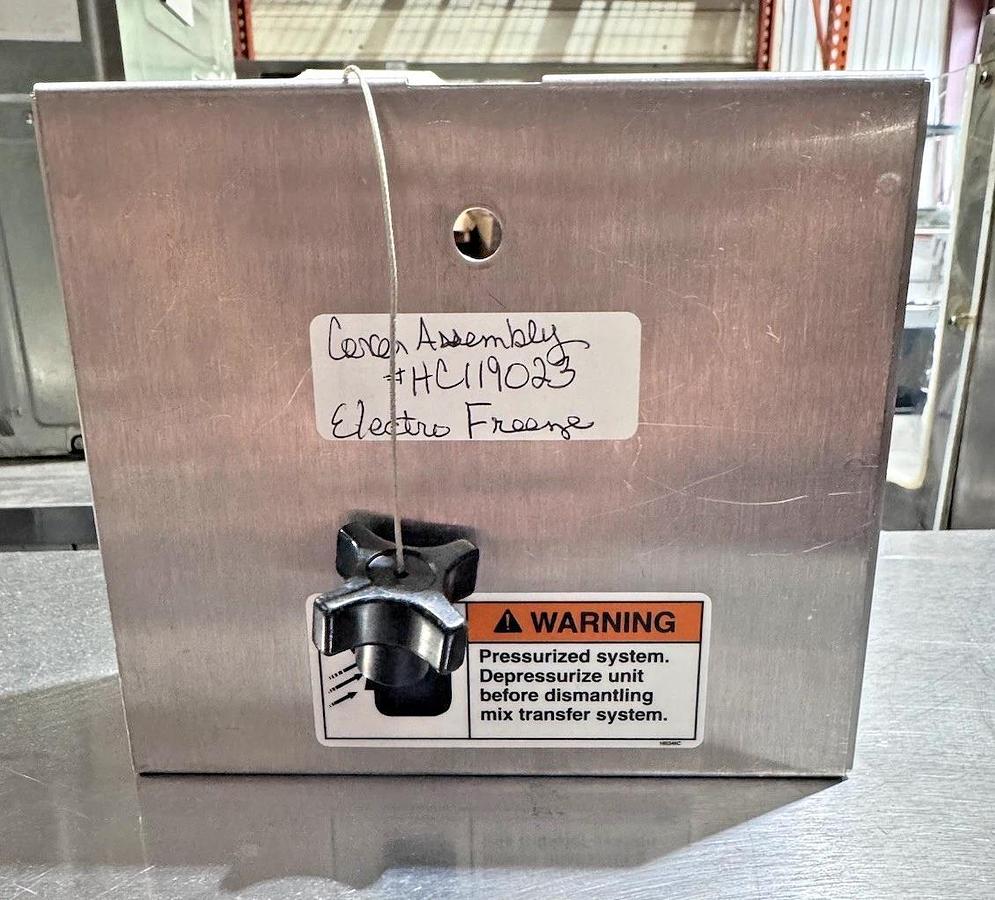 Cover Assembly
#HC119023
Electro Freeze
WARNING
Pressurized system.
Depressurize unit
before dismantling
mix transfer system.